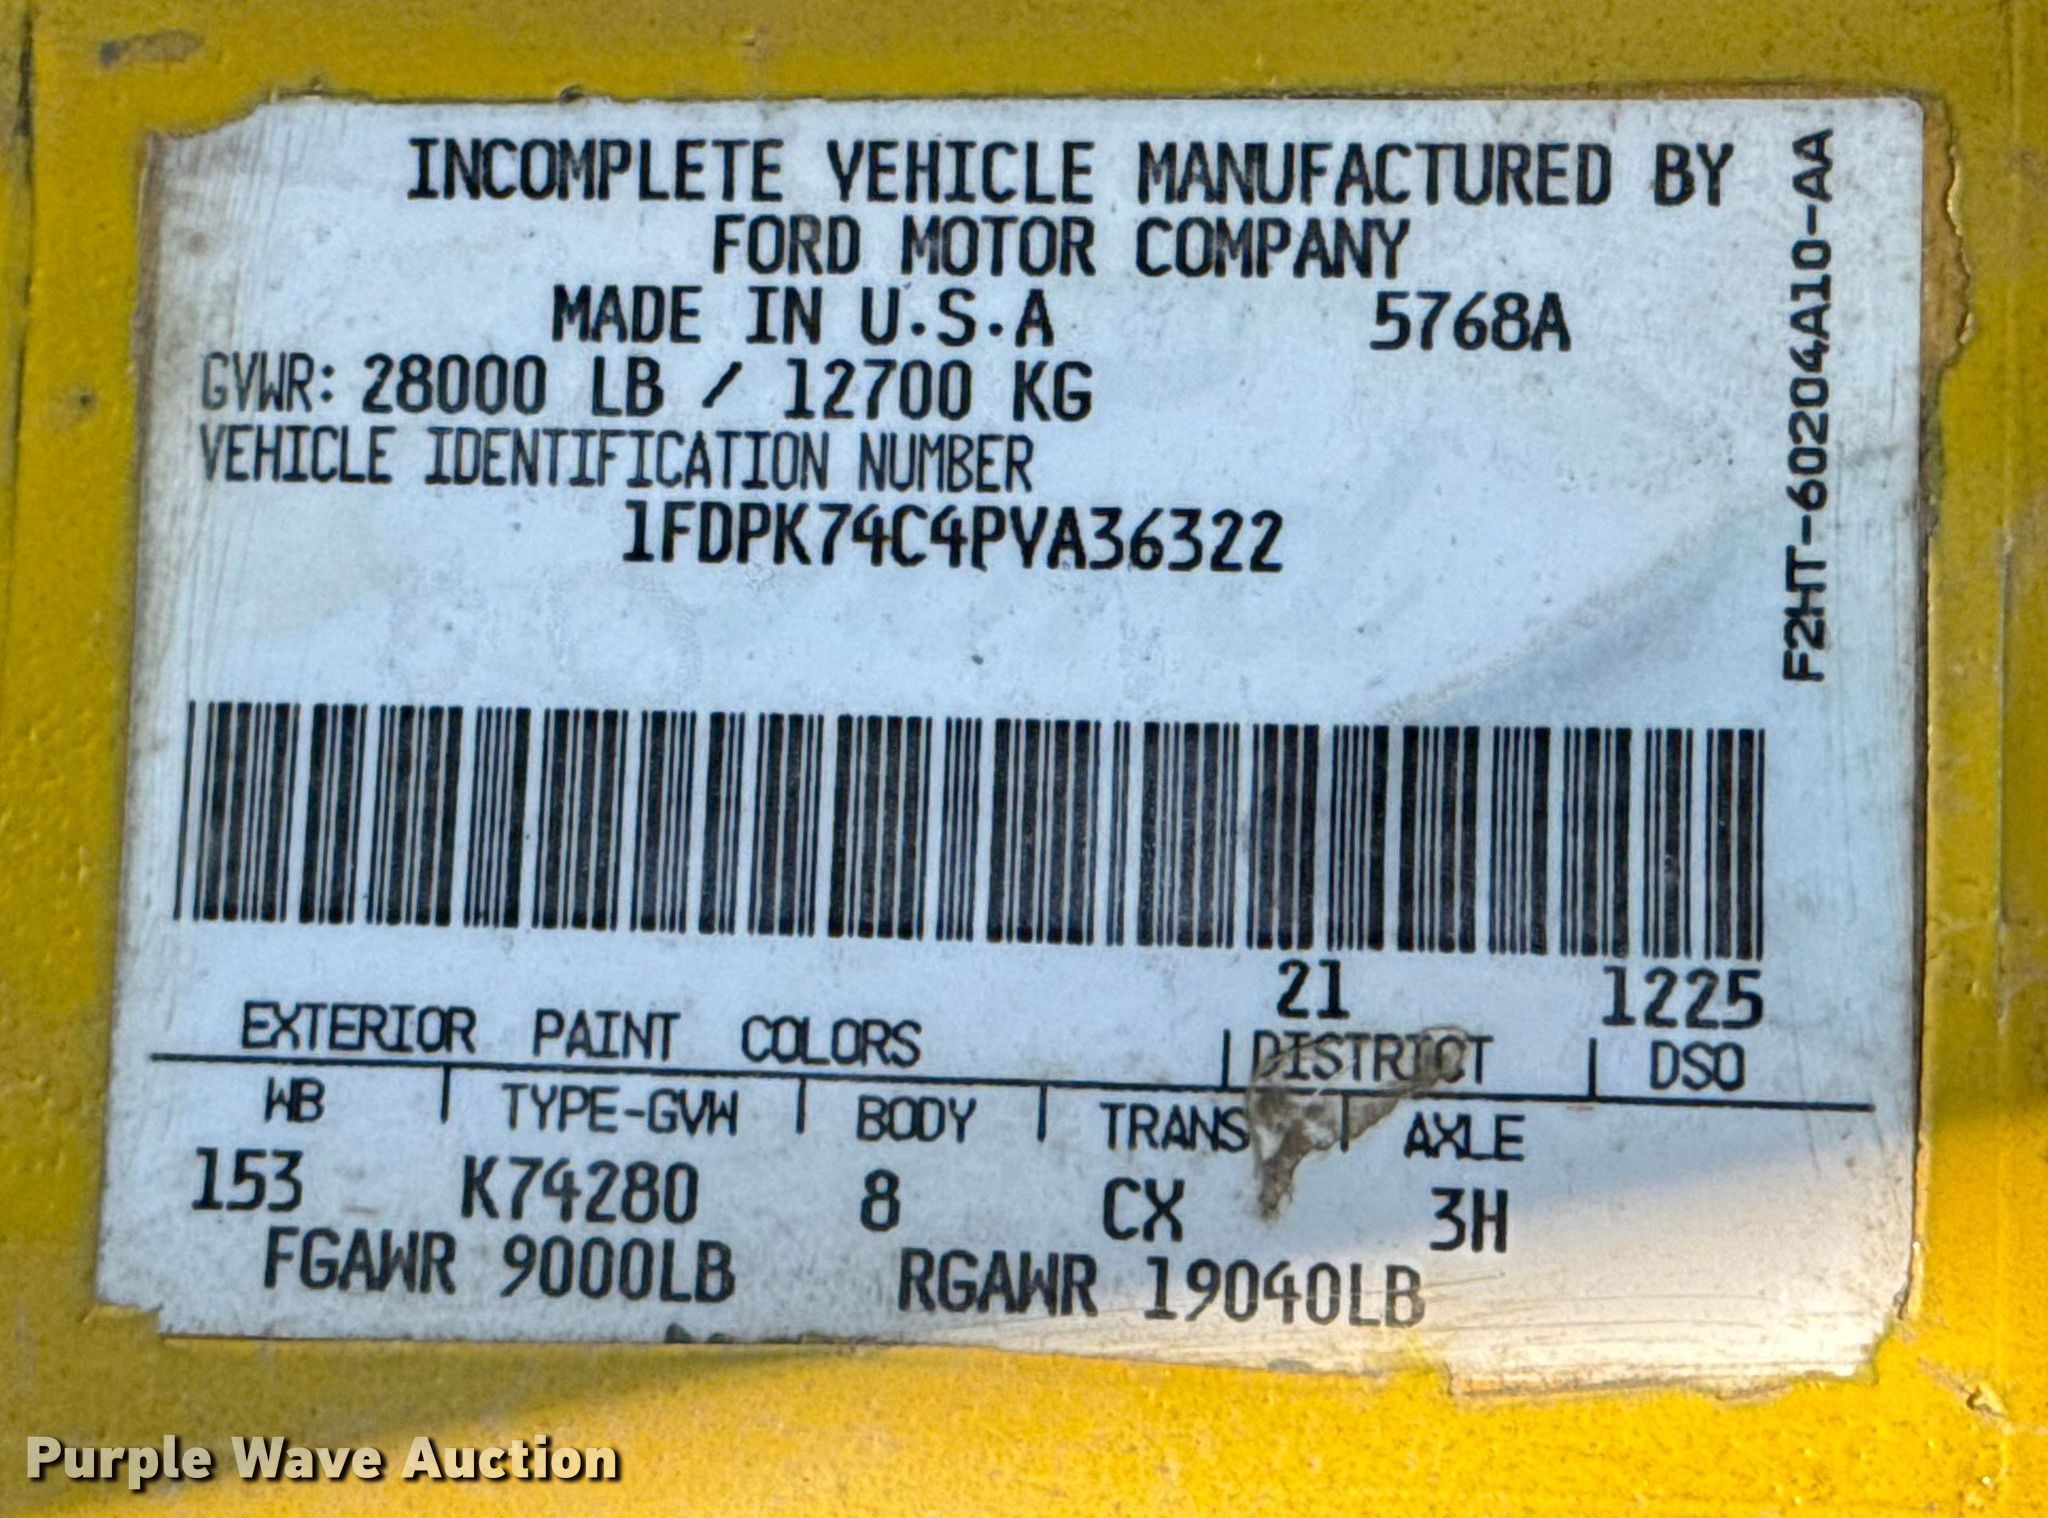 INCOMPLETE VEHICLE MANUFACTURED BY
FORD MOTOR COMPANY
MADE IN U.S.A 5768A
GVWR: 28000 LB / 12700 KG
VEHICLE IDENTIFICATION NUMBER
1FDPK74C4PVA36322
F2HT-60204A10-AA
21 1225
EXTERIOR PAINT COLORS DISTRICT DSO
WB TYPE-GVW BODY TRANS AXLE
153 K74280 8 CX 3H
FGAWR 9000LB RGAWR 19040LB
Purple Wave Auction